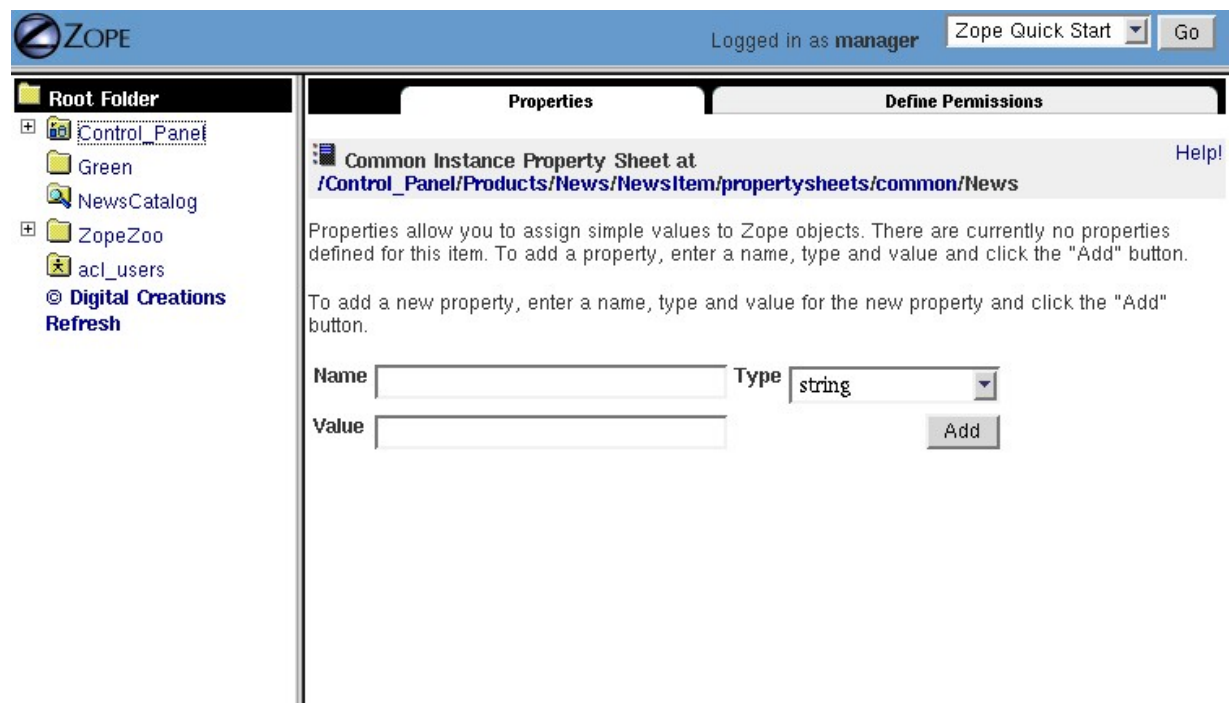 ZOPE
Logged in as manager
Zope Quick Start
Go
Root Folder
Control_Panel
Green
NewsCatalog
ZopeZoo
acl_users
© Digital Creations
Refresh
Properties
Define Permissions
Common Instance Property Sheet at
/Control_Panel/Products/News/NewsItem/propertysheets/common/News
Help!
Properties allow you to assign simple values to Zope objects. There are currently no properties
defined for this item. To add a property, enter a name, type and value and click the "Add" button.
To add a new property, enter a name, type and value for the new property and click the "Add"
button.
Name
Type
string
Value
Add